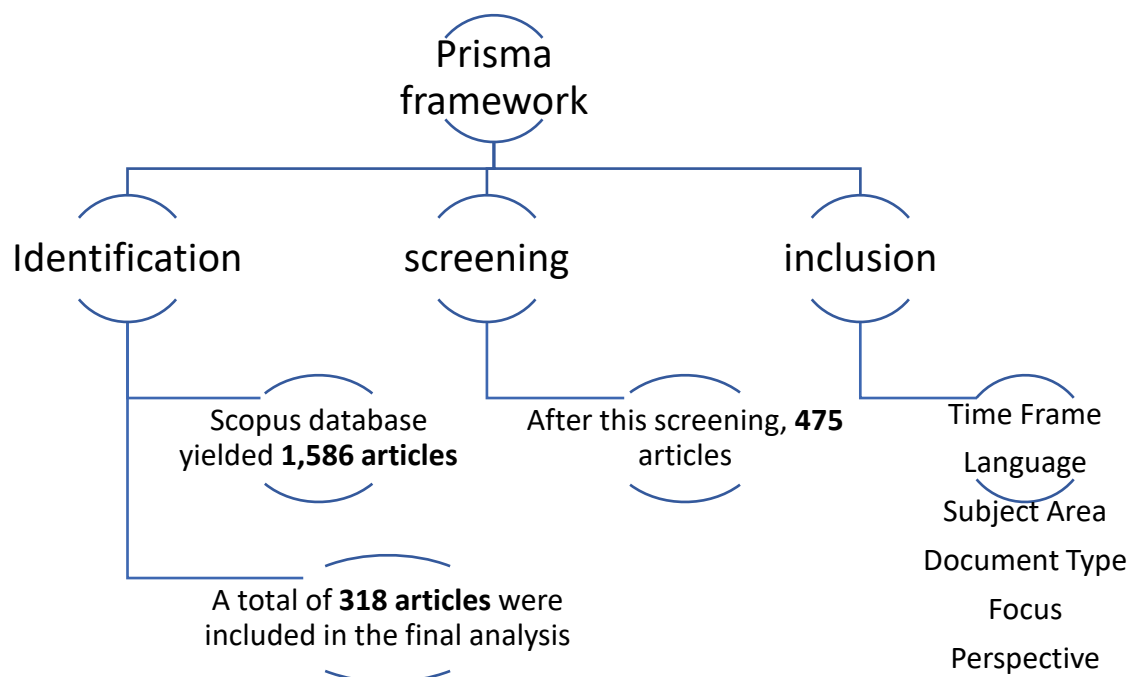 Prisma
framework
Identification
screening
inclusion
Scopus database
yielded 1,586 articles
After this screening, 475
articles
Time Frame
Language
Subject Area
Document Type
Focus
Perspective
A total of 318 articles were
included in the final analysis